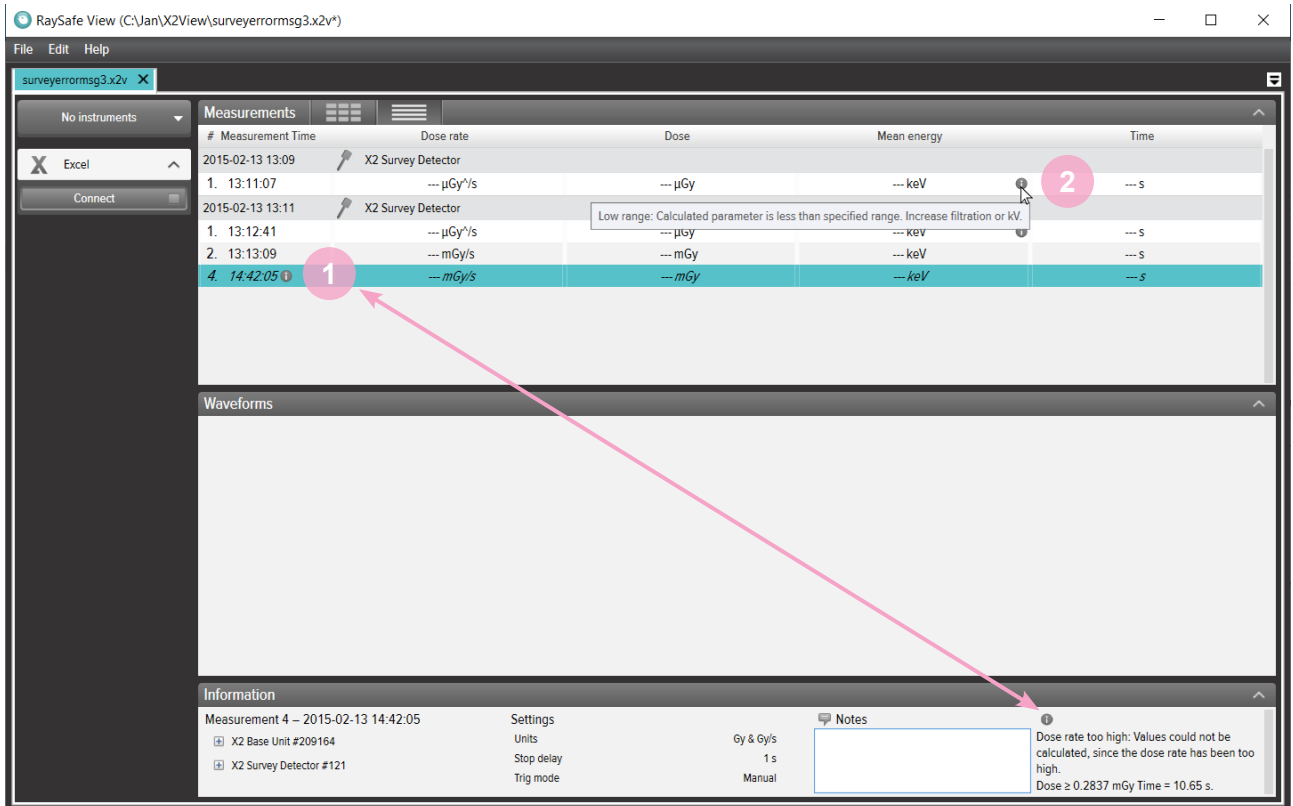 RaySafe View (C:\Jan\X2View\surveyerrormsg3.x2v*)
File Edit Help
surveyerrormsg3.x2v
No instruments
Measurements
# Measurement Time Dose rate Dose Mean energy Time
Excel
2015-02-13 13:09 X2 Survey Detector
1. 13:11:07 --- µGy^/s --- µGy --- keV --- s
2
Connect
2015-02-13 13:11 X2 Survey Detector
Low range: Calculated parameter is less than specified range. Increase filtration or kV.
1. 13:12:41 --- µGy^/s --- µGy --- keV --- s
2. 13:13:09 --- mGy/s --- mGy --- keV --- s
4. 14:42:05 1 --- mGy/s --- mGy --- keV --- s
Waveforms
Information
Measurement 4 – 2015-02-13 14:42:05
X2 Base Unit #209164
X2 Survey Detector #121
Settings
Units Gy & Gy/s
Stop delay 1 s
Trig mode Manual
Notes
Dose rate too high: Values could not be
calculated, since the dose rate has been too
high.
Dose ≥ 0.2837 mGy Time = 10.65 s.